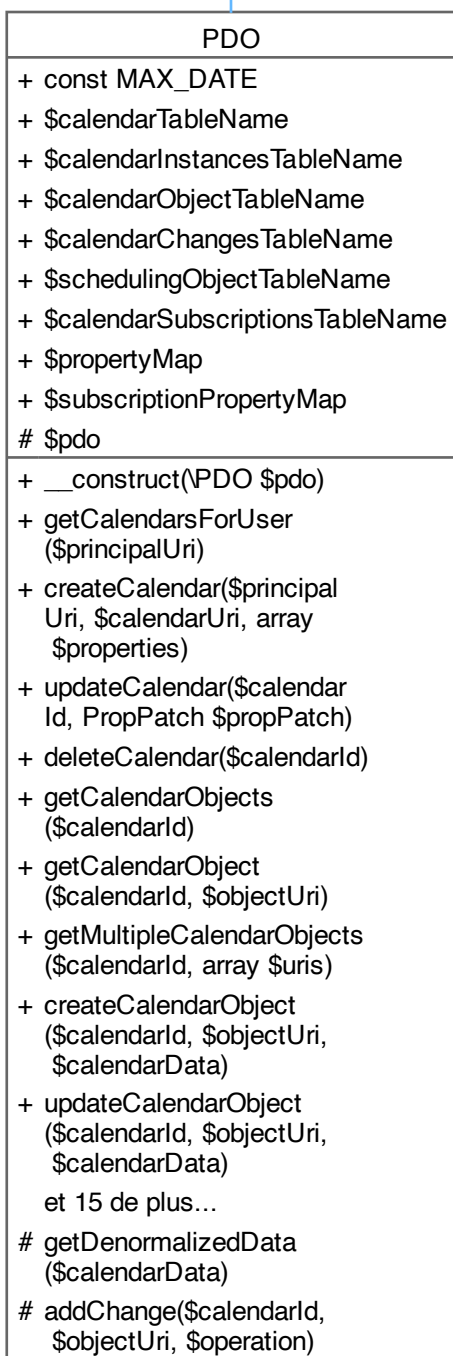 PDO
+ const MAX_DATE
+ $calendarTableName
+ $calendarInstancesTableName
+ $calendarObjectTableName
+ $calendarChangesTableName
+ $schedulingObjectTableName
+ $calendarSubscriptionsTableName
+ $propertyMap
+ $subscriptionPropertyMap
# $pdo
+ __construct(\PDO $pdo)
+ getCalendarsForUser
($principalUri)
+ createCalendar($principal
Uri, $calendarUri, array
$properties)
+ updateCalendar($calendar
Id, PropPatch $propPatch)
+ deleteCalendar($calendarId)
+ getCalendarObjects
($calendarId)
+ getCalendarObject
($calendarId, $objectUri)
+ getMultipleCalendarObjects
($calendarId, array $uris)
+ createCalendarObject
($calendarId, $objectUri,
$calendarData)
+ updateCalendarObject
($calendarId, $objectUri,
$calendarData)
et 15 de plus...
# getDenormalizedData
($calendarData)
# addChange($calendarId,
$objectUri, $operation)